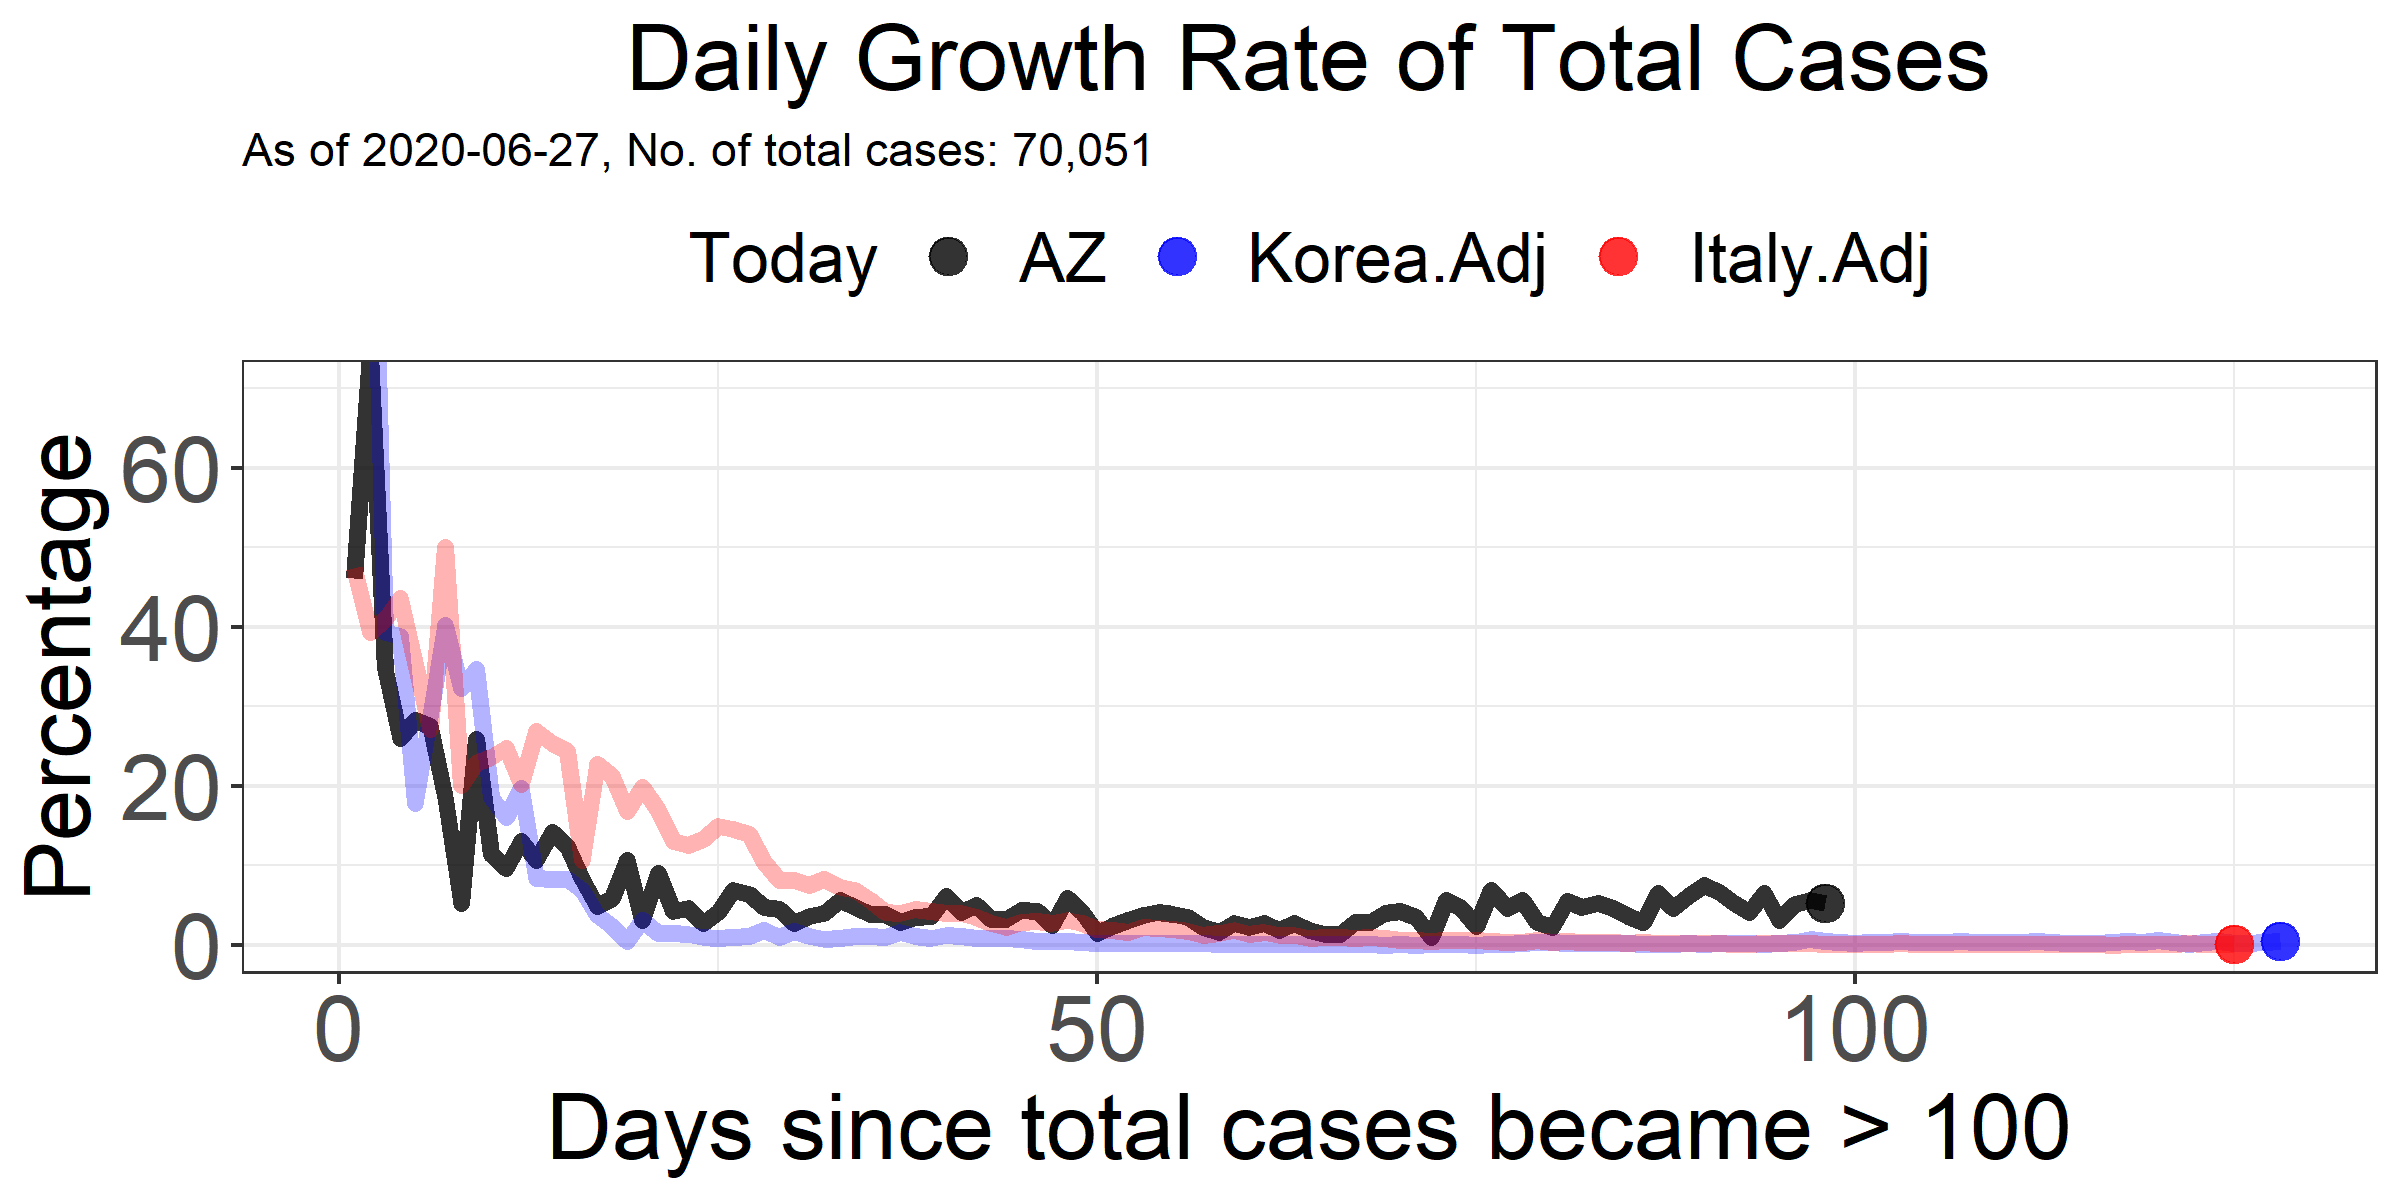 Daily Growth Rate of Total Cases
As of 2020-06-27, No. of total cases: 70,051
Today AZ Korea.Adj Italy.Adj
Percentage
60
40
20
0
0 50 100
Days since total cases became > 100